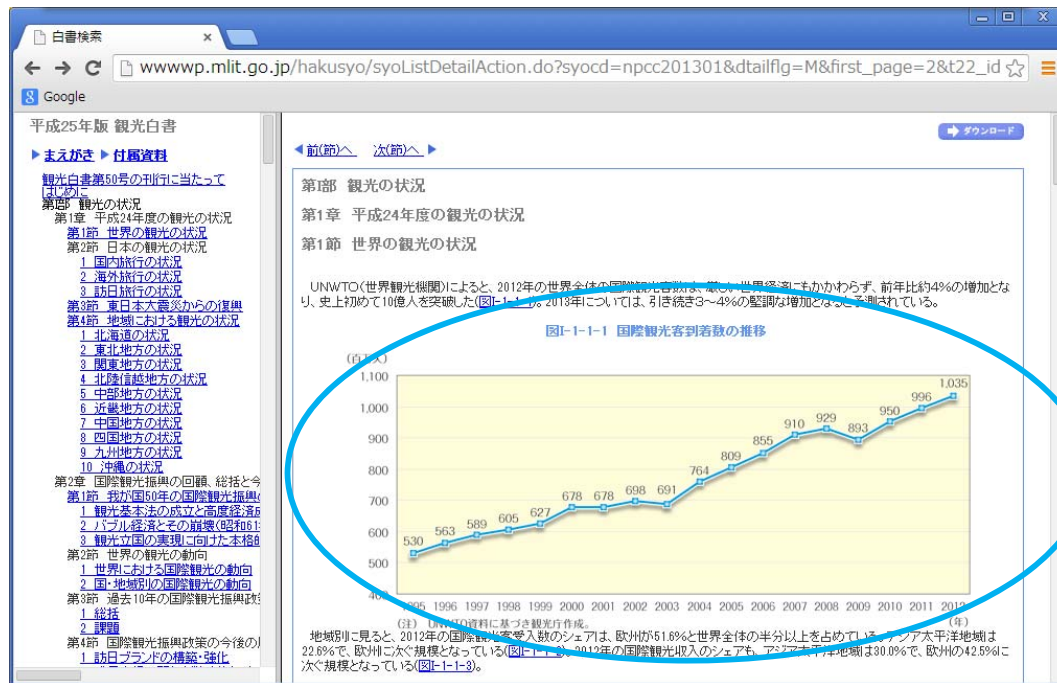 白書検索
wwwwp.mlit.go.jp/hakusyo/syoListDetailAction.do?syocd=npcc201301&dtailflg=M&first_page=2&t22_id
Google
平成25年版 観光白書
まえがき 付属資料
観光白書第50号の刊行に当たって
はじめに
第I部 観光の状況
第1章 平成24年度の観光の状況
第1節 世界の観光の状況
第2節 日本の観光の状況
1 国内旅行の状況
2 海外旅行の状況
3 訪日旅行の状況
第3節 東日本大震災からの復興
第4節 地域における観光の状況
1 北海道の状況
2 東北地方の状況
3 関東地方の状況
4 北陸信越地方の状況
5 中部地方の状況
6 近畿地方の状況
7 中国地方の状況
8 四国地方の状況
9 九州地方の状況
10 沖縄の状況
第2章 国際観光振興の回顧、総括と今
第1節 我が国50年の国際観光振興
1 観光基本法の成立と高度経済成
2 バブル経済とその崩壊(昭和61
3 観光立国の実現に向けた本格的
第2節 世界の観光の動向
1 世界における国際観光の動向
2 国・地域別の国際観光の動向
第3節 過去10年の国際観光振興政
1 総括
2 課題
第4節 国際観光振興政策の今後の
1 訪日ブランドの構築・強化
ダウンロード
前(節)へ 次(節)へ
第I部 観光の状況
第1章 平成24年度の観光の状況
第1節 世界の観光の状況
UNWTO(世界観光機関)によると、2012年の世界全体の国際観光客数は、厳しい世界経済にもかかわらず、前年比約4%の増加とな
り、史上初めて10億人を突破した(図I-1-1-1)。2013年については、引き続き3~4%の堅調な増加となると予測されている。
図I-1-1-1 国際観光客到着数の推移
(百万人)
1,100
1,000
900
800
700
600
500
400
530 563 589 605 627 678 678 698 691 764 809 855 910 929 893 950 996 1,035
1995 1996 1997 1998 1999 2000 2001 2002 2003 2004 2005 2006 2007 2008 2009 2010 2011 2012
(年)
(注) UNWTO資料に基づき観光庁作成。
地域別に見ると、2012年の国際観光客受入数のシェアは、欧州が51.6%と世界全体の半分以上を占めている。アジア太平洋地域は
22.6%で、欧州に次ぐ規模となっている(図I-1-1-2)。2012年の国際観光収入のシェアも、アジア太平洋地域は30.0%で、欧州の42.5%に
次ぐ規模となっている(図I-1-1-3)。